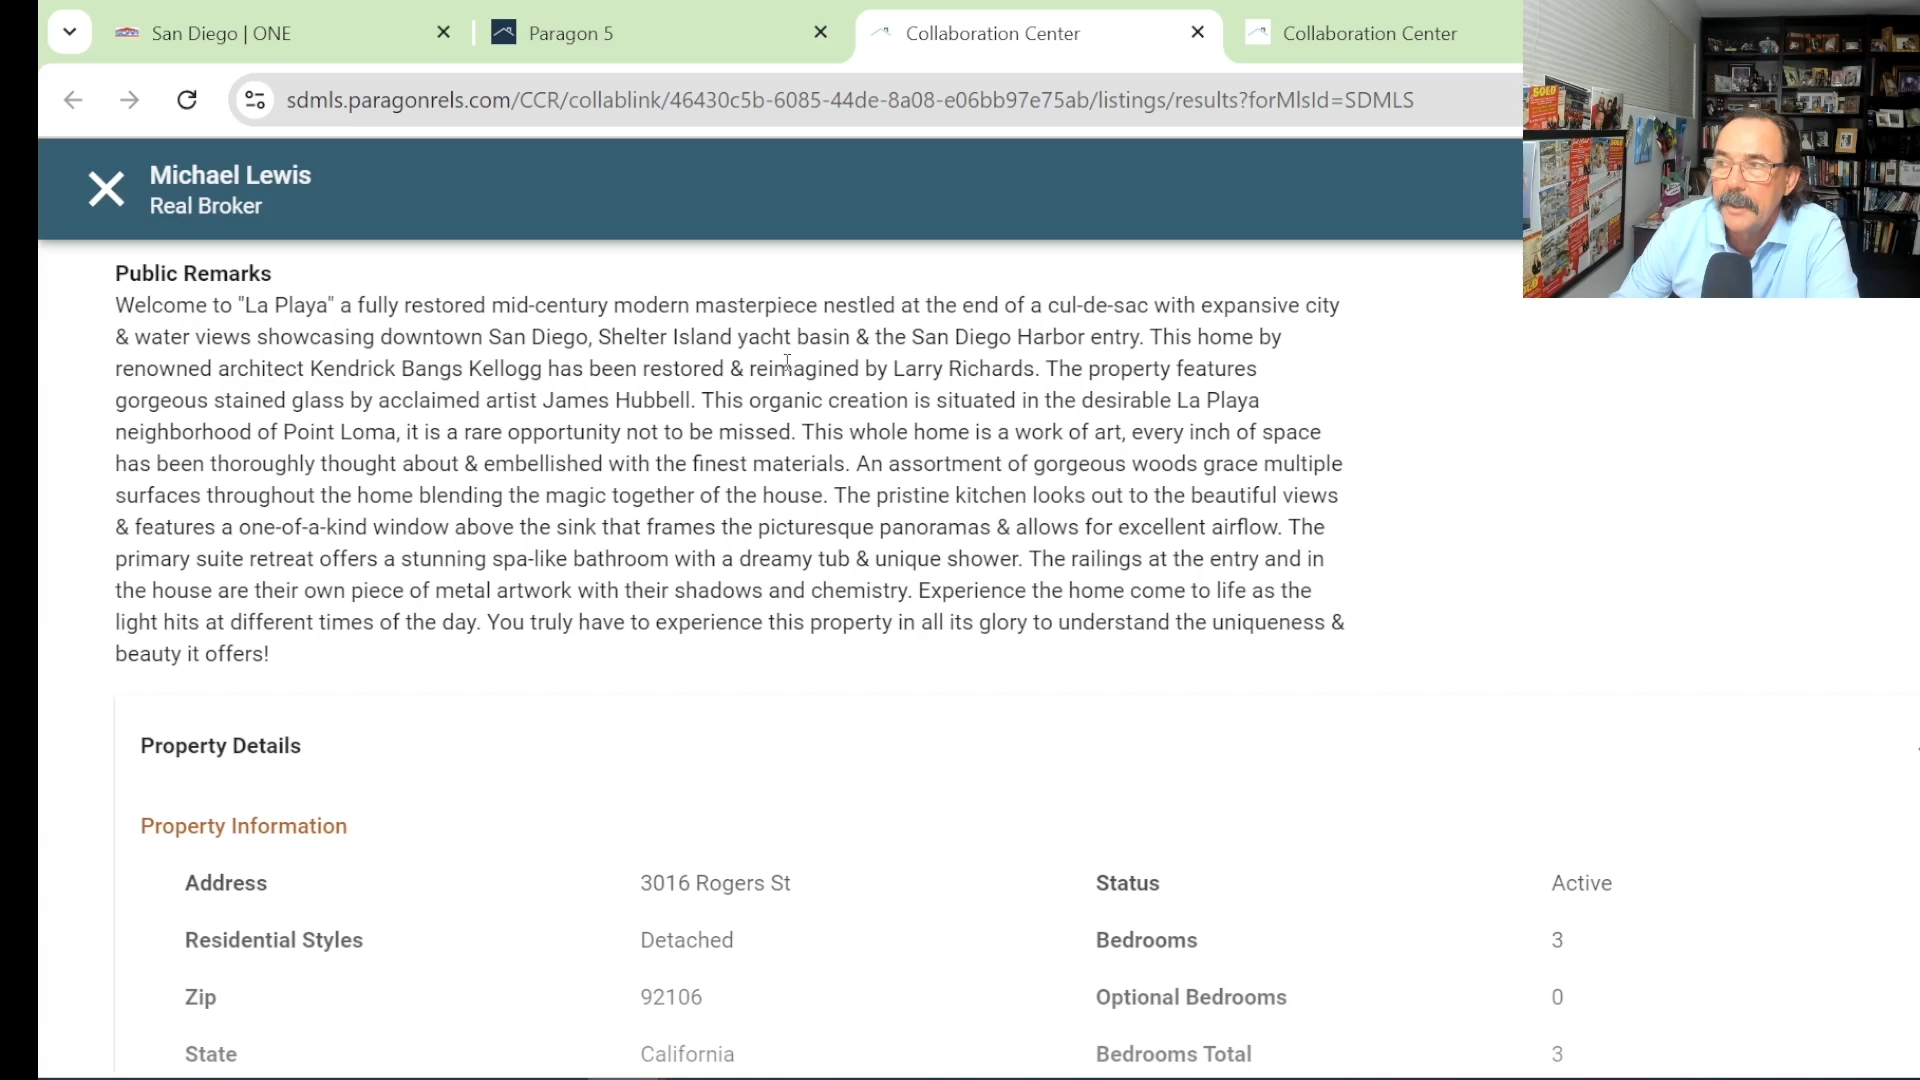 San Diego | ONE
Paragon 5
Collaboration Center
Collaboration Center
sdmls.paragonrels.com/CCR/collablink/46430c5b-6085-44de-8a08-e06bb97e75ab/listings/results?forMlsId=SDMLS
SOLD
Michael Lewis
Real Broker
Public Remarks
Welcome to "La Playa" a fully restored mid-century modern masterpiece nestled at the end of a cul-de-sac with expansive city
& water views showcasing downtown San Diego, Shelter Island yacht basin & the San Diego Harbor entry. This home by
renowned architect Kendrick Bangs Kellogg has been restored & reimagined by Larry Richards. The property features
gorgeous stained glass by acclaimed artist James Hubbell. This organic creation is situated in the desirable La Playa
neighborhood of Point Loma, it is a rare opportunity not to be missed. This whole home is a work of art, every inch of space
has been thoroughly thought about & embellished with the finest materials. An assortment of gorgeous woods grace multiple
surfaces throughout the home blending the magic together of the house. The pristine kitchen looks out to the beautiful views
& features a one-of-a-kind window above the sink that frames the picturesque panoramas & allows for excellent airflow. The
primary suite retreat offers a stunning spa-like bathroom with a dreamy tub & unique shower. The railings at the entry and in
the house are their own piece of metal artwork with their shadows and chemistry. Experience the home come to life as the
light hits at different times of the day. You truly have to experience this property in all its glory to understand the uniqueness &
beauty it offers!
Property Details
Property Information
Address 3016 Rogers St Status Active
Residential Styles Detached Bedrooms 3
Zip 92106 Optional Bedrooms 0
State California Bedrooms Total 3